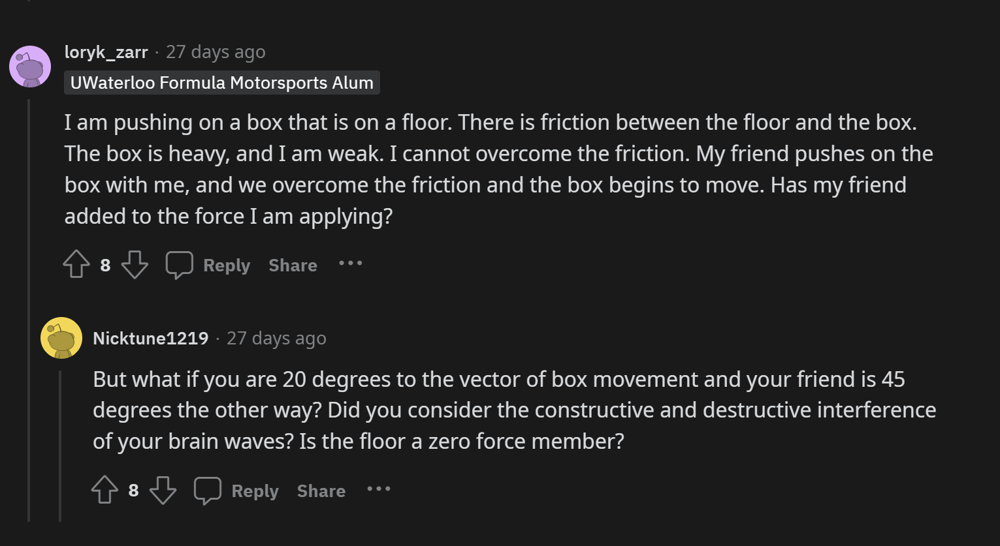 loryk_zarr · 27 days ago
UWaterloo Formula Motorsports Alum
I am pushing on a box that is on a floor. There is friction between the floor and the box.
The box is heavy, and I am weak. I cannot overcome the friction. My friend pushes on the
box with me, and we overcome the friction and the box begins to move. Has my friend
added to the force I am applying?
8 Reply Share ···
Nicktune1219 · 27 days ago
But what if you are 20 degrees to the vector of box movement and your friend is 45
degrees the other way? Did you consider the constructive and destructive interference
of your brain waves? Is the floor a zero force member?
8 Reply Share ···